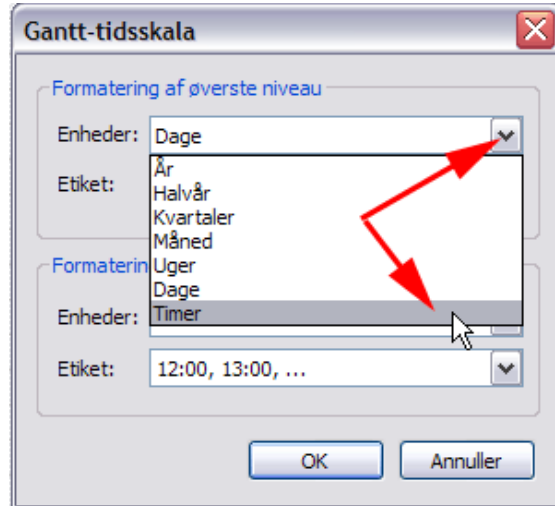 Gantt-tidsskala
Formatering af øverste niveau
Enheder: Dage
Etiket:
År
Halvår
Kvartaler
Måned
Uger
Dage
Timer
Formaterin
Enheder:
Etiket: 12:00, 13:00, ...
OK Annuller